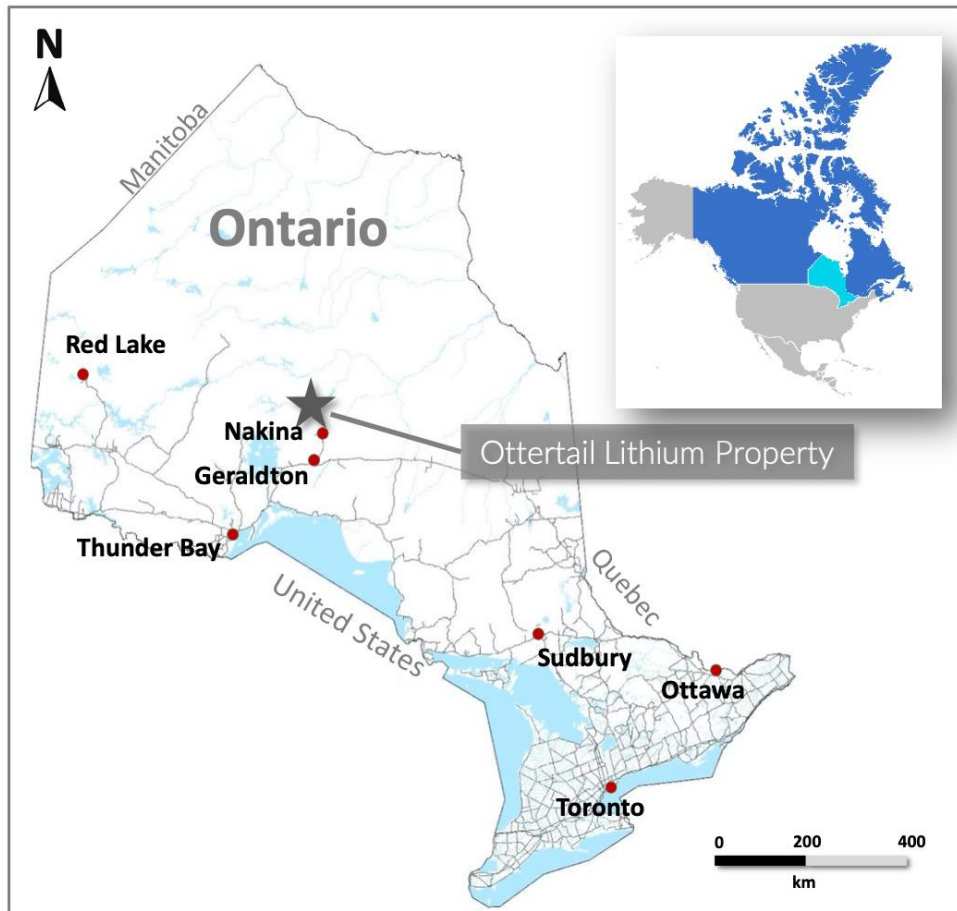 N
Manitoba
Ontario
Red Lake
Nakina
Ottertail Lithium Property
Geraldton
Thunder Bay
United States
Quebec
Sudbury
Ottawa
Toronto
0 200 400
km